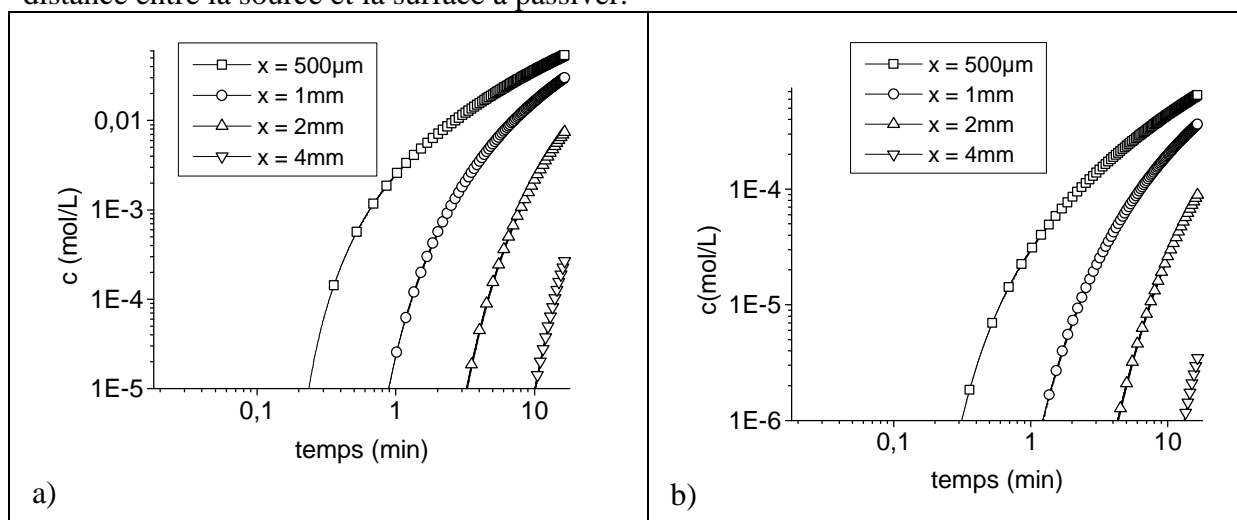 distance entre la source et la surface à passiver.
x = 500µm
x = 1mm
x = 2mm
x = 4mm
0,01
1E-3
1E-4
1E-5
c (mol/L)
0,1
1
10
temps (min)
a)
x = 500µm
x = 1mm
x = 2mm
x = 4mm
1E-4
1E-5
1E-6
c(mol/L)
0,1
1
10
temps (min)
b)